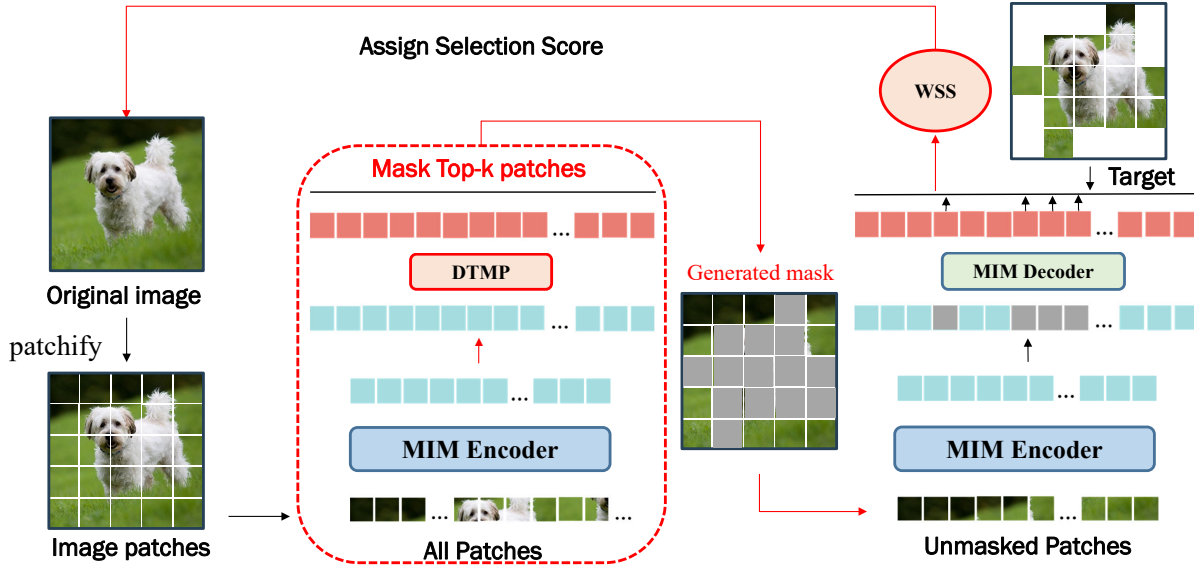 Assign Selection Score
WSS
Mask Top-k patches
Target
...
...
DTMP
MIM Decoder
Original image
Generated mask
...
...
patchify
...
...
MIM Encoder
MIM Encoder
...
...
...
Image patches
All Patches
Unmasked Patches